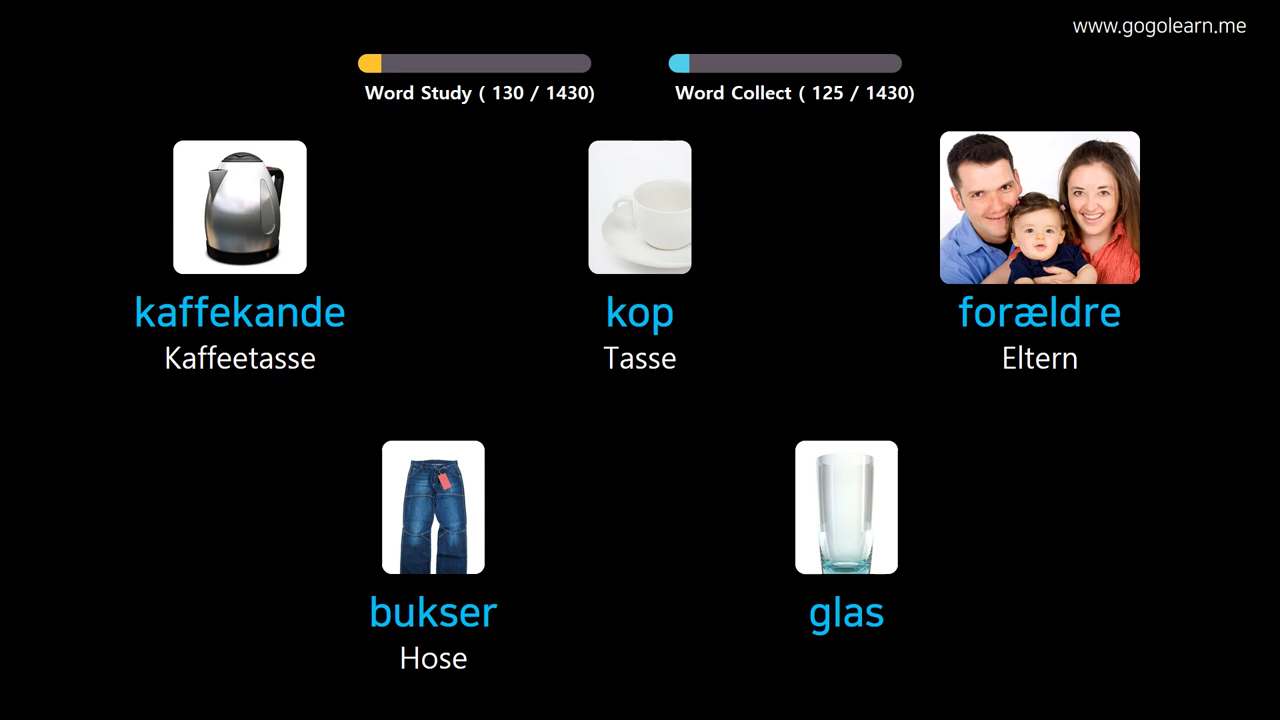 www.gogolearn.me
Word Study ( 130 / 1430)
Word Collect ( 125 / 1430)
kaffekande
Kaffeetasse
kop
Tasse
forældre
Eltern
bukser
Hose
glas